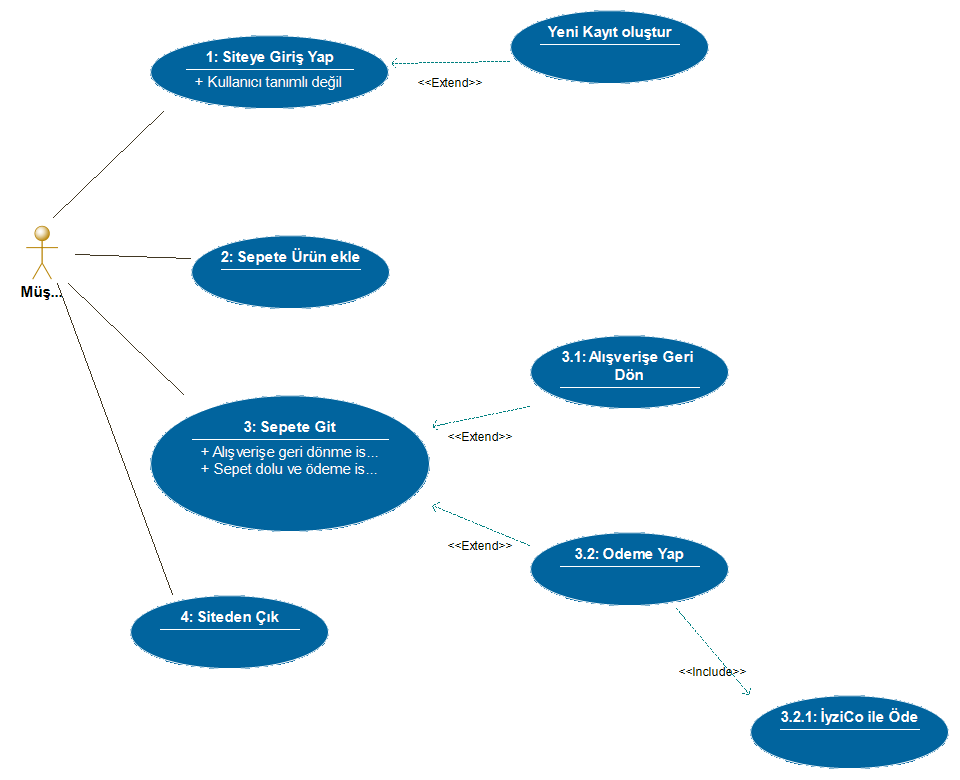 Yeni Kayıt oluştur
1: Siteye Giriş Yap
+ Kullanıcı tanımlı değil
<<Extend>>
2: Sepete Ürün ekle
Müş...
3.1: Alışverişe Geri
Dön
3: Sepete Git
+ Alışverişe geri dönme is...
+ Sepet dolu ve ödeme is...
<<Extend>>
<<Extend>>
3.2: Odeme Yap
4: Siteden Çık
<<Include>>
3.2.1: İyziCo ile Öde